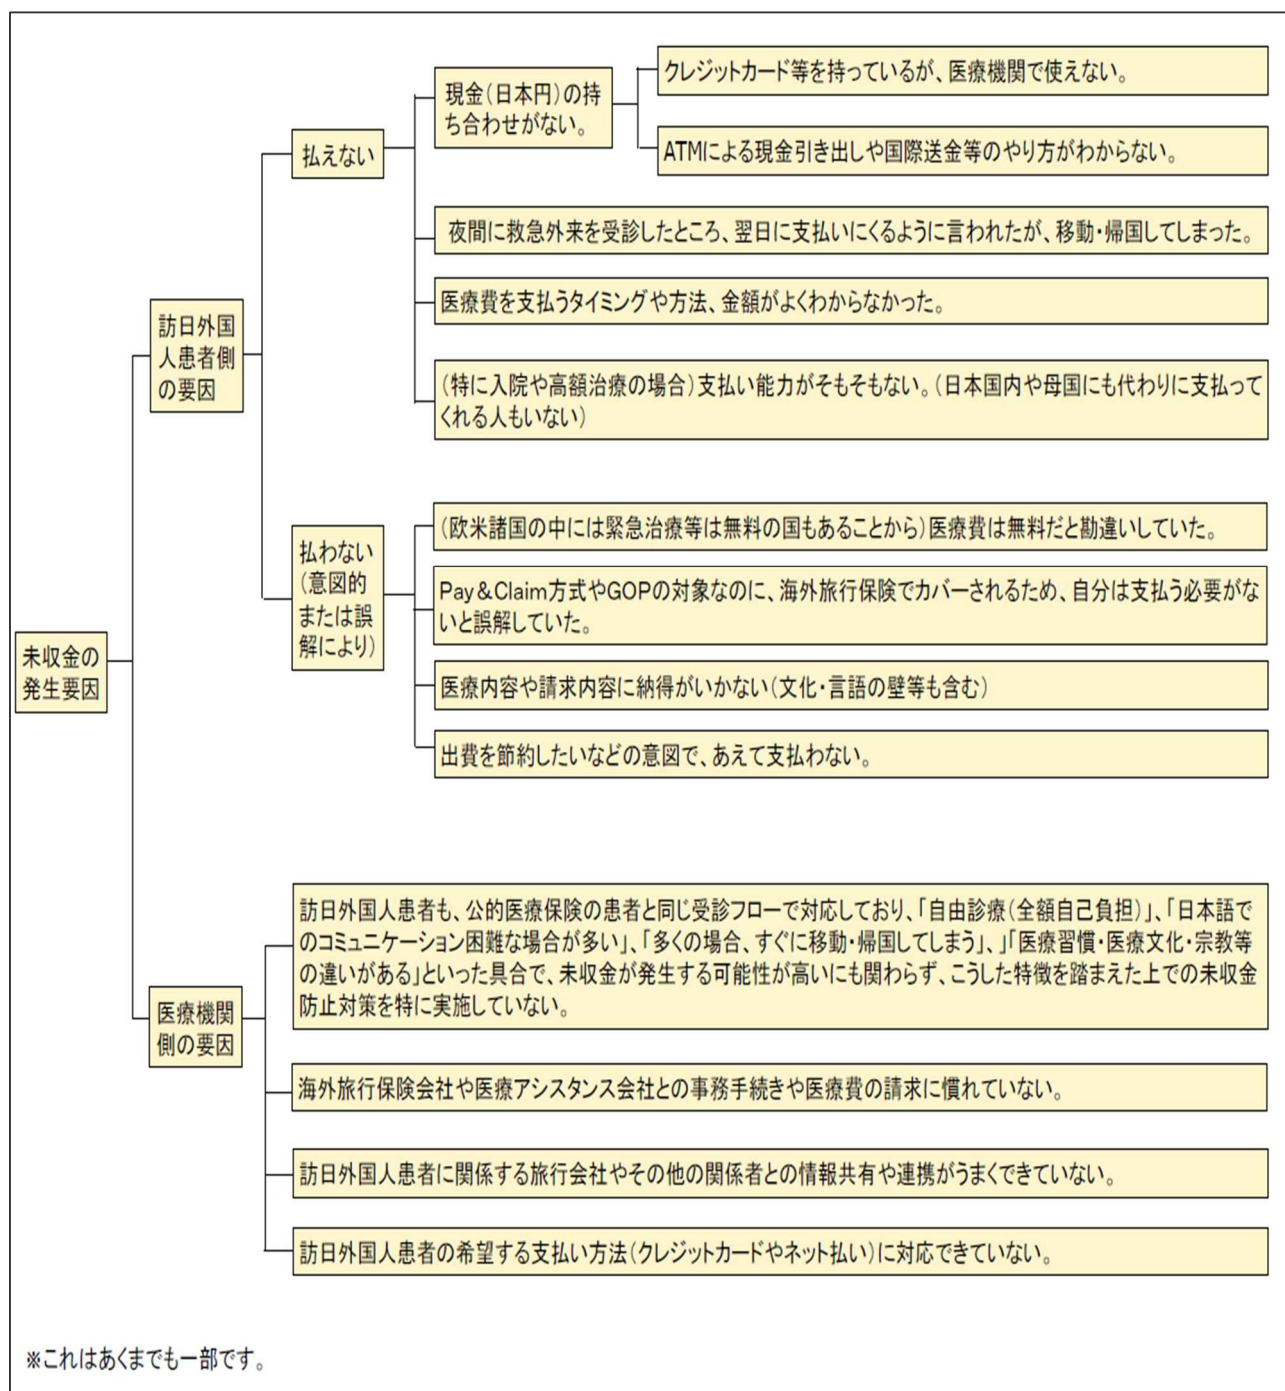 未収金の
発生要因
訪日外国
人患者側
の要因
払えない
現金（日本円）の持
ち合わせがない。
クレジットカード等を持っているが、医療機関で使えない。
ATMによる現金引き出しや国際送金等のやり方がわからない。
夜間に救急外来を受診したところ、翌日に支払いにくるように言われたが、移動・帰国してしまった。
医療費を支払うタイミングや方法、金額がよくわからなかった。
（特に入院や高額治療の場合）支払い能力がそもそもない。（日本国内や母国にも代わりに支払って
くれる人もいない）
払わない
（意図的
または誤
解により）
（欧米諸国の中には緊急治療等は無料の国もあることから）医療費は無料だと勘違いしていた。
Pay＆Claim方式やGOPの対象なのに、海外旅行保険でカバーされるため、自分は支払う必要がな
いと誤解していた。
医療内容や請求内容に納得がいかない（文化・言語の壁等も含む）
出費を節約したいなどの意図で、あえて支払わない。
医療機関
側の要因
訪日外国人患者も、公的医療保険の患者と同じ受診フローで対応しており、「自由診療（全額自己負担）」、「日本語で
のコミュニケーション困難な場合が多い」、「多くの場合、すぐに移動・帰国してしまう」、」「医療習慣・医療文化・宗教等
の違いがある」といった具合で、未収金が発生する可能性が高いにも関わらず、こうした特徴を踏まえた上での未収金
防止対策を特に実施していない。
海外旅行保険会社や医療アシスタンス会社との事務手続きや医療費の請求に慣れていない。
訪日外国人患者に関係する旅行会社やその他の関係者との情報共有や連携がうまくできていない。
訪日外国人患者の希望する支払い方法（クレジットカードやネット払い）に対応できていない。
※これはあくまでも一部です。